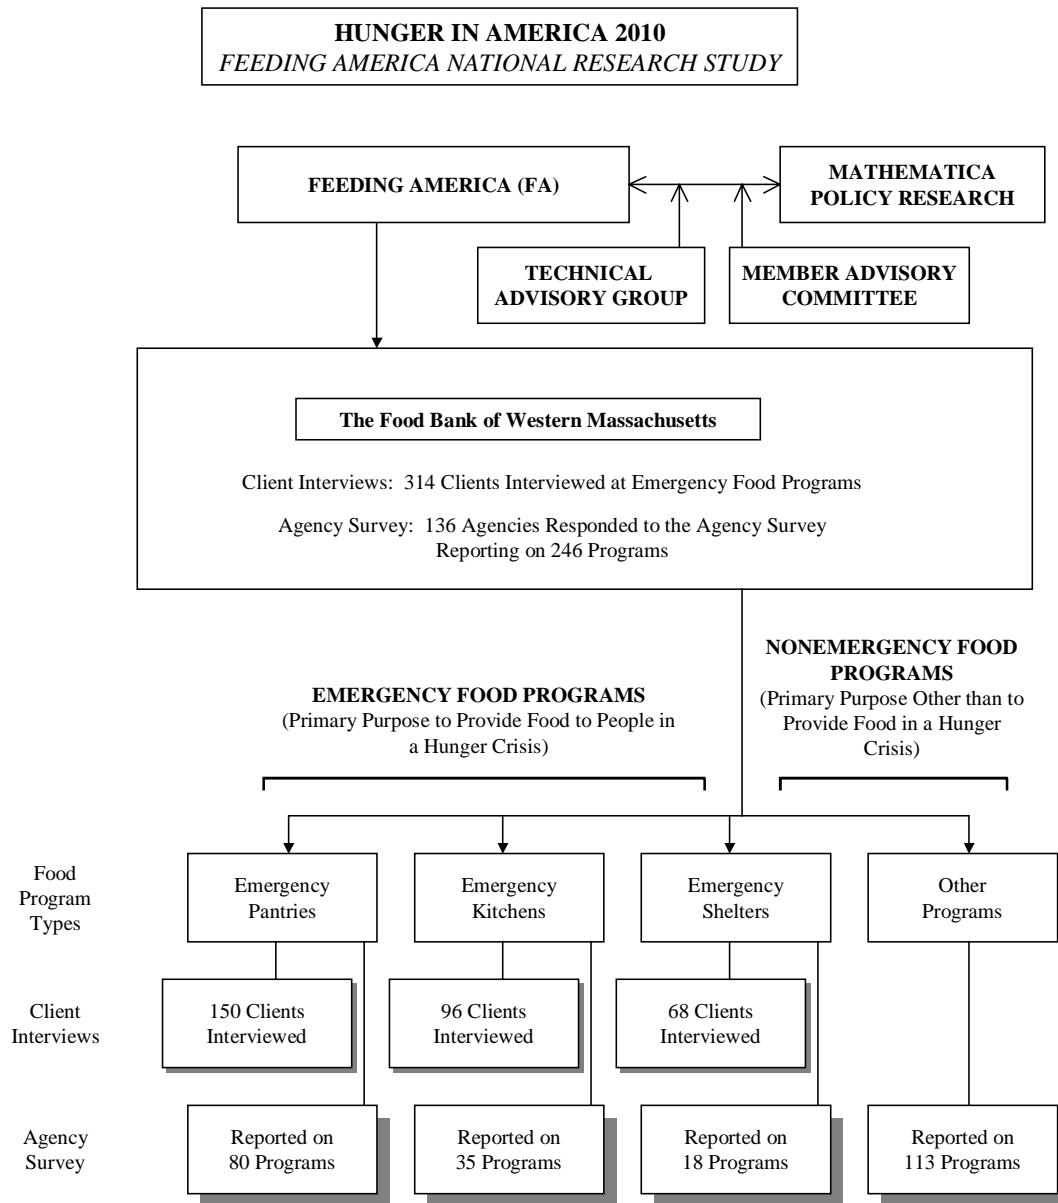 HUNGER IN AMERICA 2010
FEEDING AMERICA NATIONAL RESEARCH STUDY
FEEDING AMERICA (FA)
MATHEMATICA
POLICY RESEARCH
TECHNICAL
ADVISORY GROUP
MEMBER ADVISORY
COMMITTEE
The Food Bank of Western Massachusetts
Client Interviews: 314 Clients Interviewed at Emergency Food Programs
Agency Survey: 136 Agencies Responded to the Agency Survey
Reporting on 246 Programs
EMERGENCY FOOD PROGRAMS
(Primary Purpose to Provide Food to People in
a Hunger Crisis)
NONEMERGENCY FOOD
PROGRAMS
(Primary Purpose Other than to
Provide Food in a Hunger
Crisis)
Food
Program
Types
Emergency
Pantries
Emergency
Kitchens
Emergency
Shelters
Other
Programs
Client
Interviews
150 Clients
Interviewed
96 Clients
Interviewed
68 Clients
Interviewed
Agency
Survey
Reported on
80 Programs
Reported on
35 Programs
Reported on
18 Programs
Reported on
113 Programs